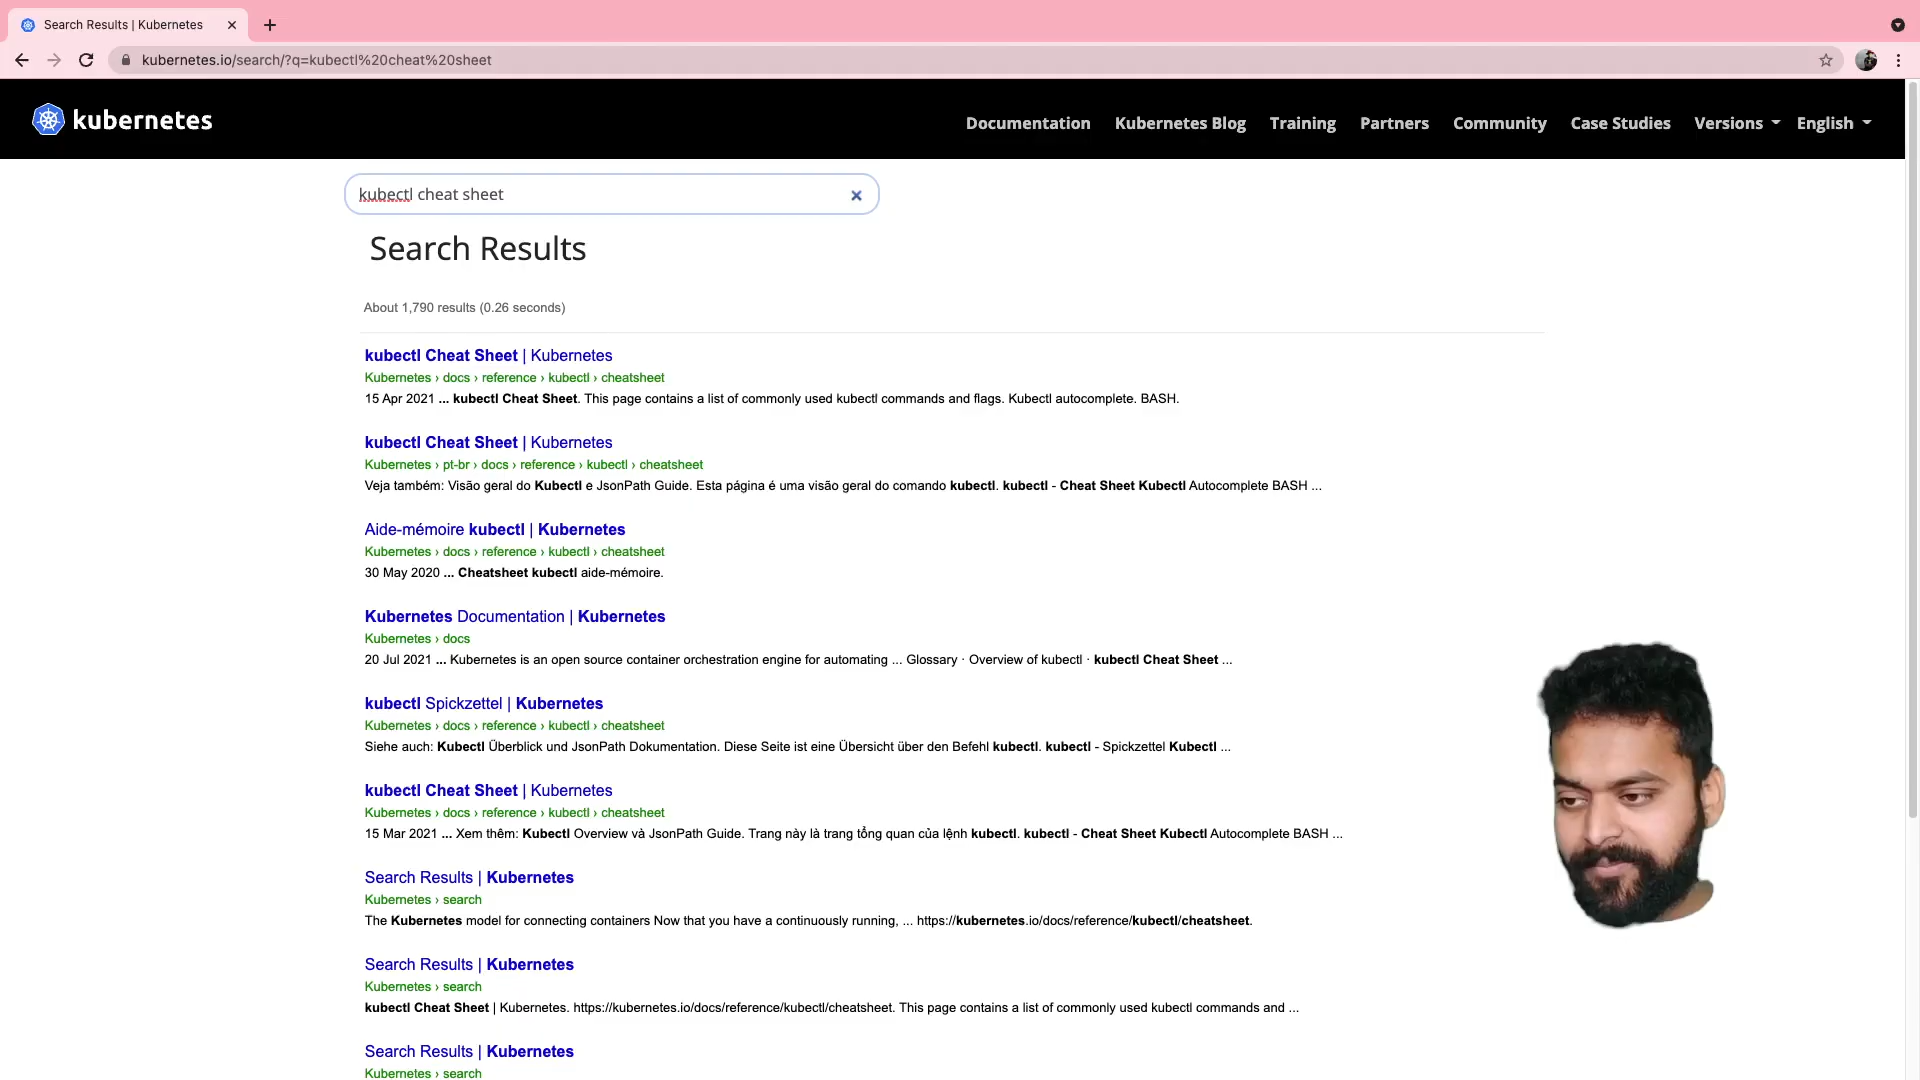 Search Results | Kubernetes
kubernetes.io/search/?q=kubectl%20cheat%20sheet
kubernetes
Documentation Kubernetes Blog Training Partners Community Case Studies Versions English
kubectl cheat sheet
Search Results
About 1,790 results (0.26 seconds)
kubectl Cheat Sheet | Kubernetes
Kubernetes › docs › reference › kubectl › cheatsheet
15 Apr 2021 ... kubectl Cheat Sheet. This page contains a list of commonly used kubectl commands and flags. Kubectl autocomplete. BASH.
kubectl Cheat Sheet | Kubernetes
Kubernetes › pt-br › docs › reference › kubectl › cheatsheet
Veja também: Visão geral do Kubectl e JsonPath Guide. Esta página é uma visão geral do comando kubectl. kubectl - Cheat Sheet Kubectl Autocomplete BASH ...
Aide-mémoire kubectl | Kubernetes
Kubernetes › docs › reference › kubectl › cheatsheet
30 May 2020 ... Cheatsheet kubectl aide-mémoire.
Kubernetes Documentation | Kubernetes
Kubernetes › docs
20 Jul 2021 ... Kubernetes is an open source container orchestration engine for automating ... Glossary · Overview of kubectl · kubectl Cheat Sheet ...
kubectl Spickzettel | Kubernetes
Kubernetes › docs › reference › kubectl › cheatsheet
Siehe auch: Kubectl Überblick und JsonPath Dokumentation. Diese Seite ist eine Übersicht über den Befehl kubectl. kubectl - Spickzettel Kubectl ...
kubectl Cheat Sheet | Kubernetes
Kubernetes › docs › reference › kubectl › cheatsheet
15 Mar 2021 ... Xem thêm: Kubectl Overview và JsonPath Guide. Trang này là trang tổng quan của lệnh kubectl. kubectl - Cheat Sheet Kubectl Autocomplete BASH ...
Search Results | Kubernetes
Kubernetes › search
The Kubernetes model for connecting containers Now that you have a continuously running, ... https://kubernetes.io/docs/reference/kubectl/cheatsheet.
Search Results | Kubernetes
Kubernetes › search
kubectl Cheat Sheet | Kubernetes. https://kubernetes.io/docs/reference/kubectl/cheatsheet. This page contains a list of commonly used kubectl commands and ...
Search Results | Kubernetes
Kubernetes › search